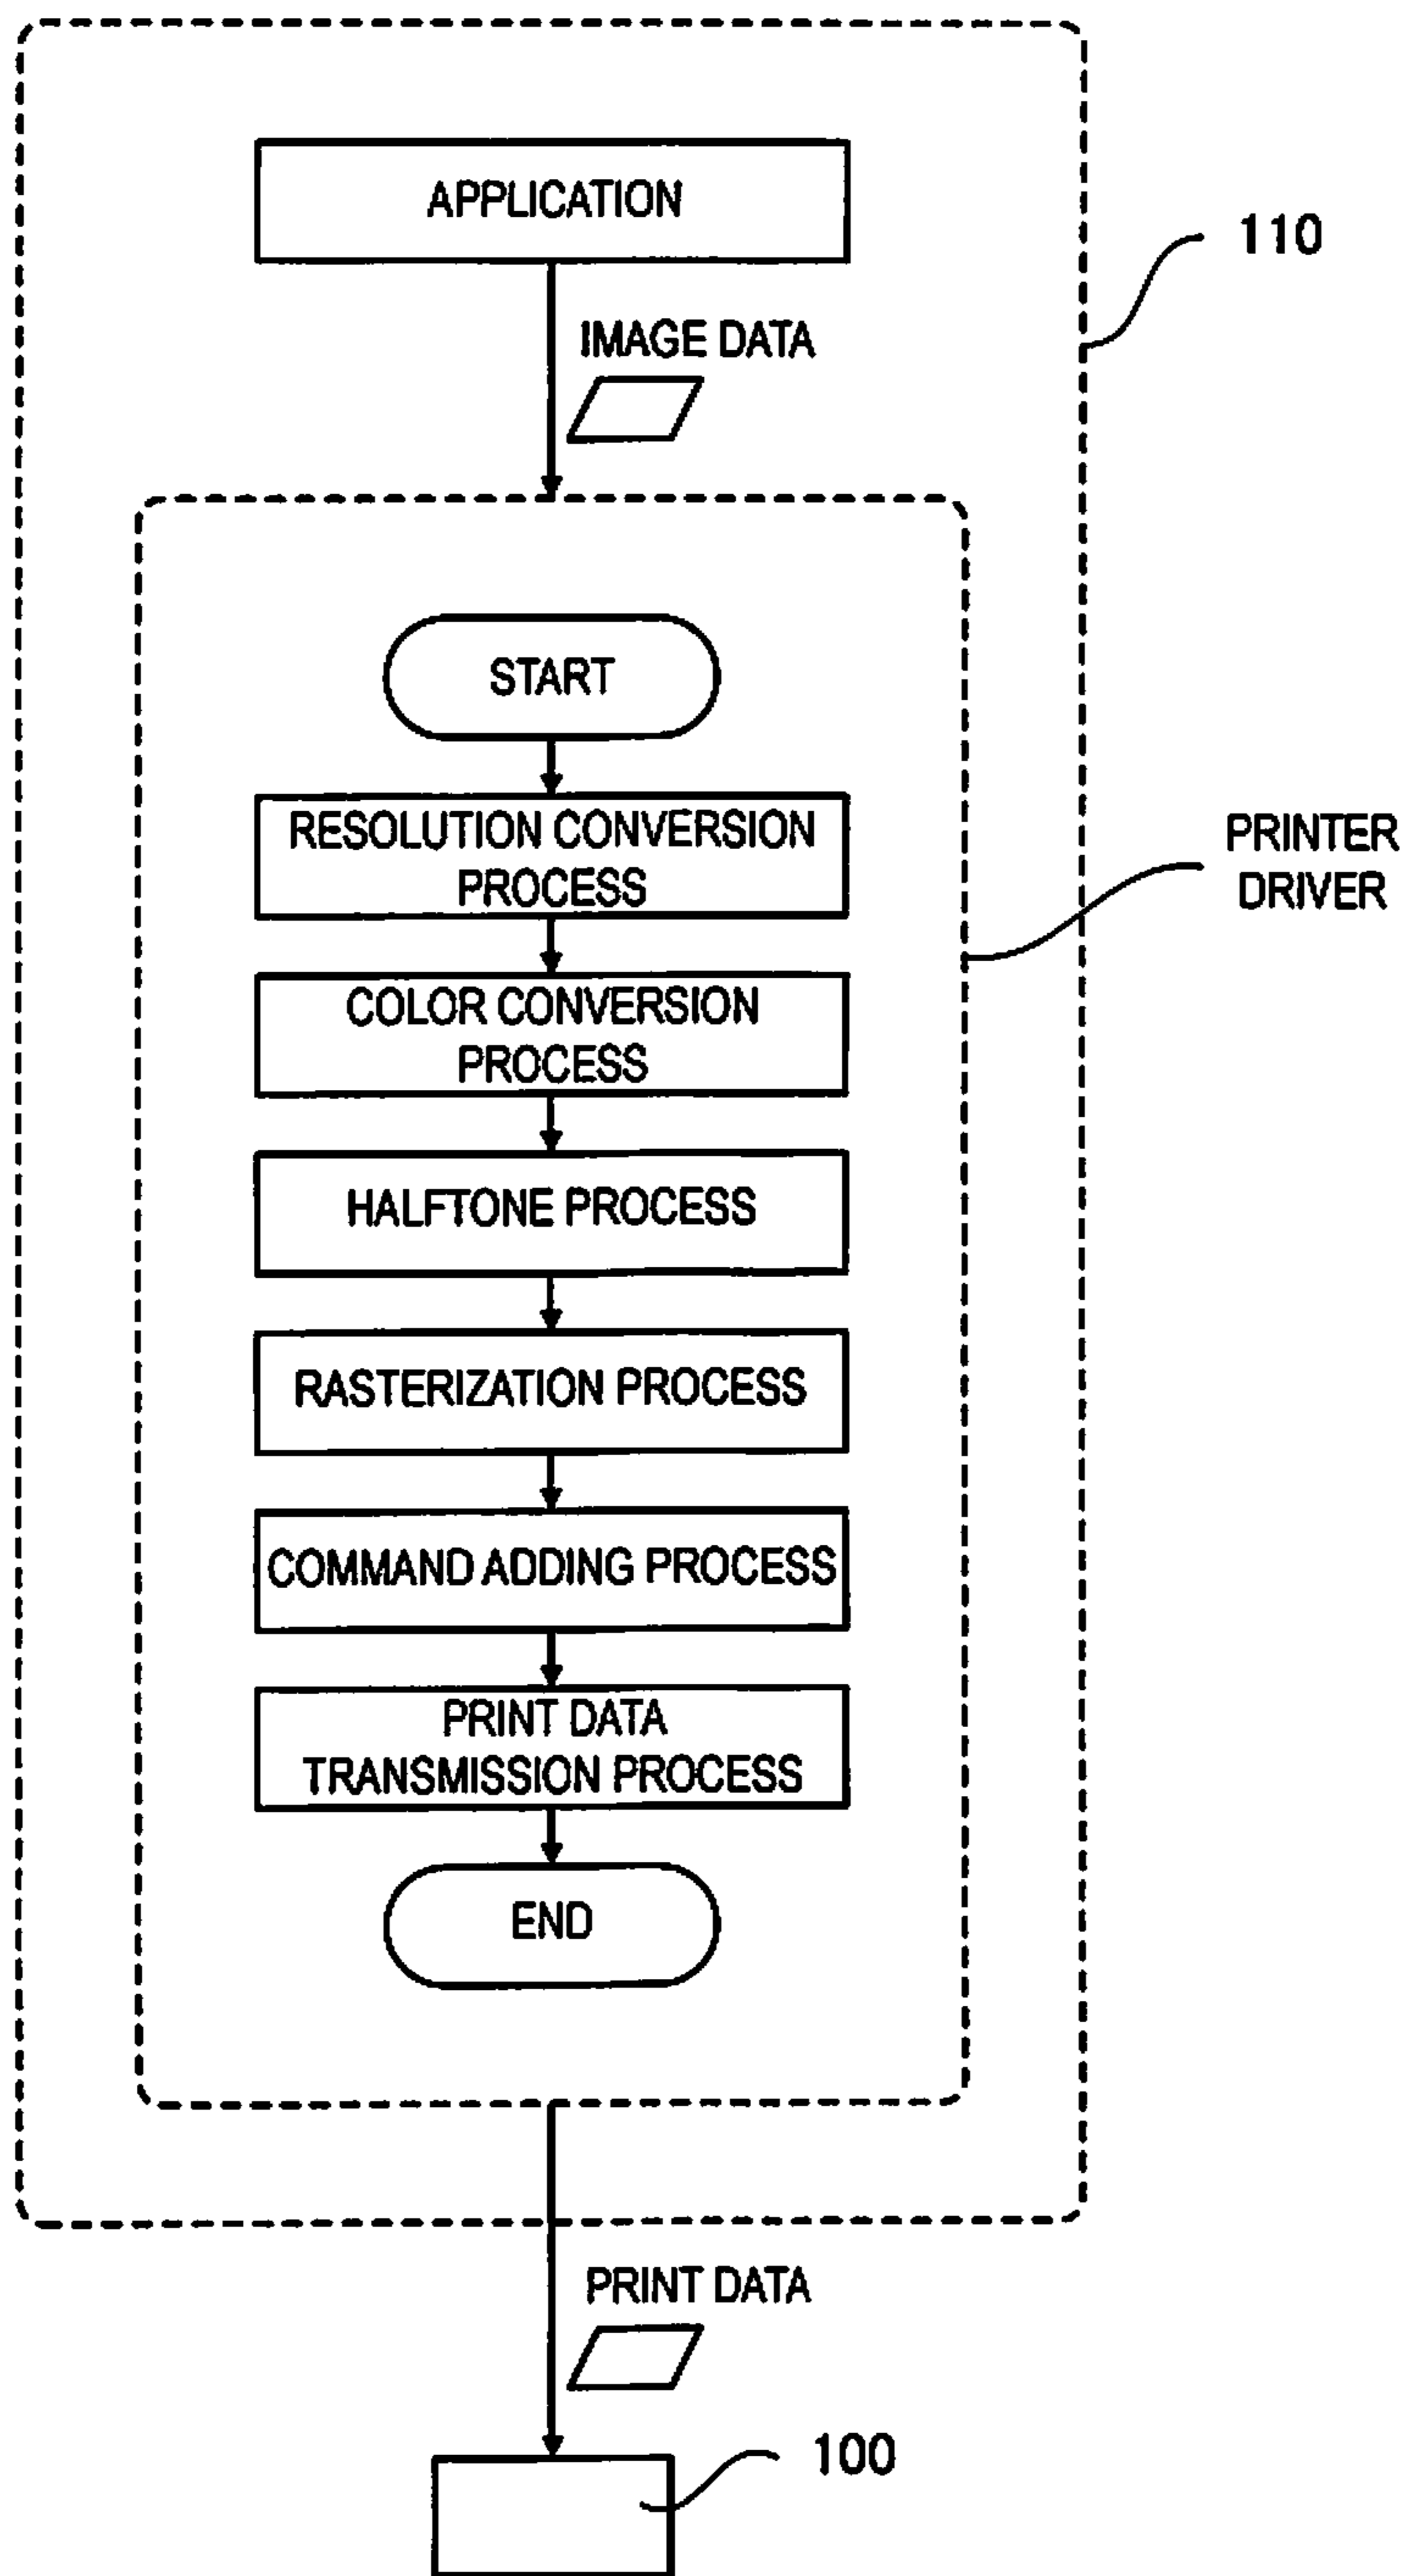 APPLICATION
110
IMAGE DATA
START
RESOLUTION CONVERSION
PROCESS
PRINTER
DRIVER
COLOR CONVERSION
PROCESS
HALFTONE PROCESS
RASTERIZATION PROCESS
COMMAND ADDING PROCESS
PRINT DATA
TRANSMISSION PROCESS
END
PRINT DATA
100